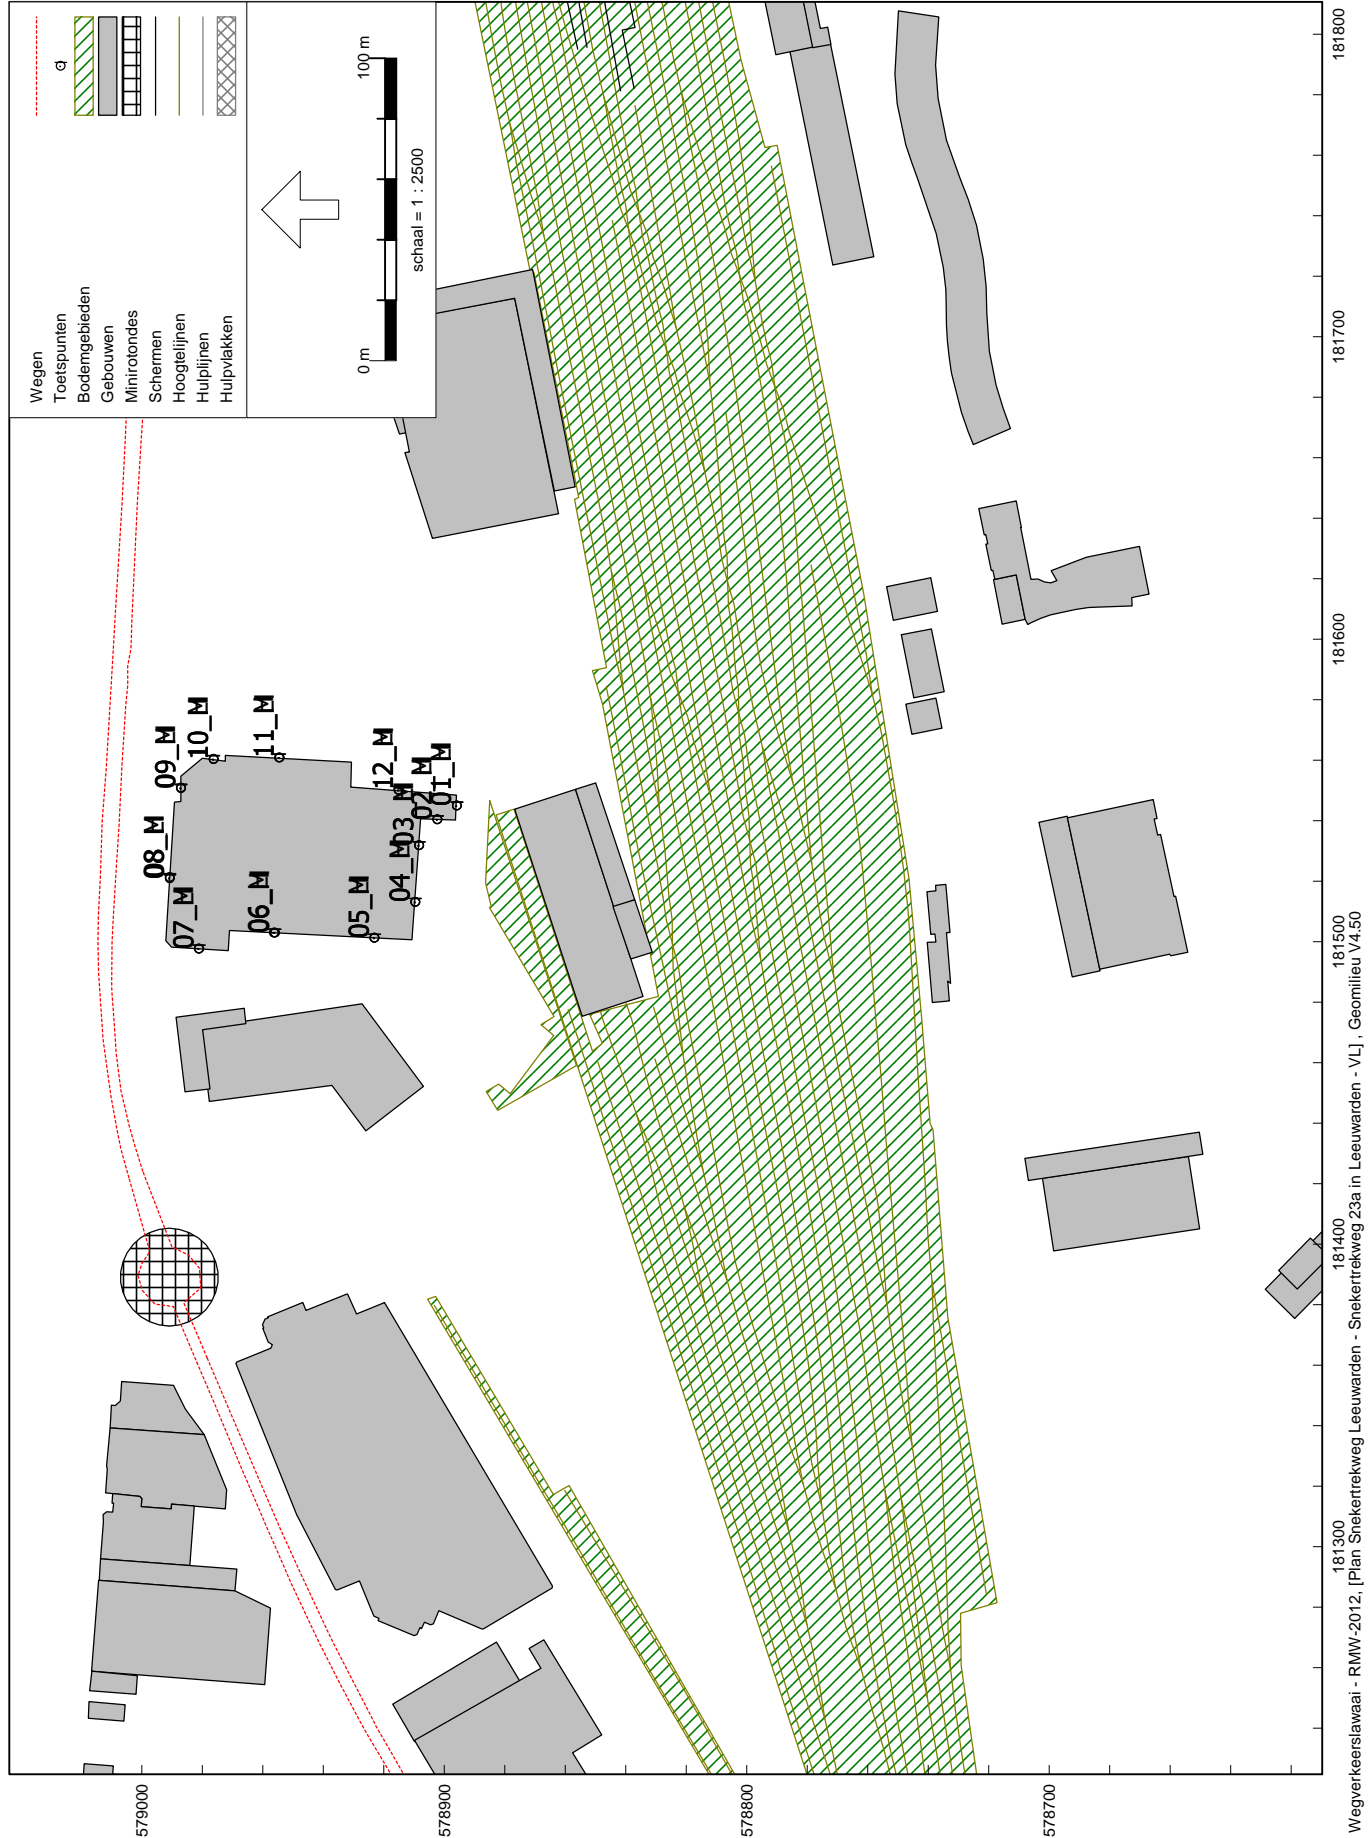 Wegen
Toetspunten
Bodemgebieden
Gebouwen
Minirotondes
Schermen
Hoogtelijnen
Hulplijnen
Hulpvlakken
0 m
100 m
schaal = 1 : 2500
01_M
02_M
03_M
04_M
05_M
06_M
07_M
08_M
09_M
10_M
11_M
12_M
579000
578900
578800
578700
181300
181400
181500
181600
181700
181800
Wegverkeerslawaai - RMW-2012, [Plan Snekertrekweg Leeuwarden - Snekertrekweg 23a in Leeuwarden - VL] , Geomilieu V4.50